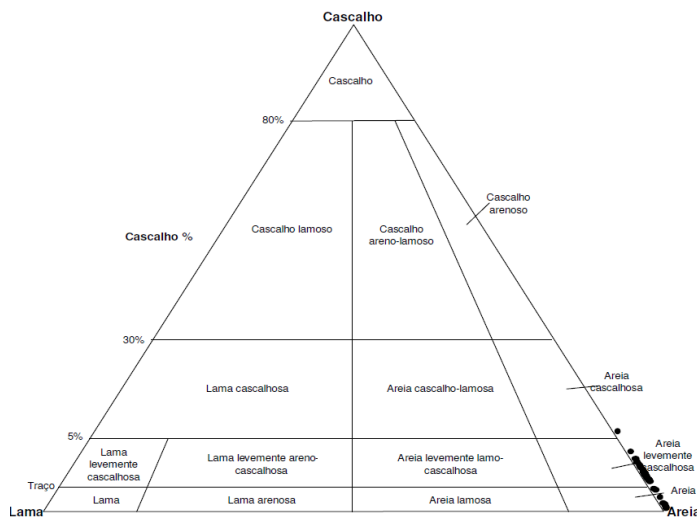 Cascalho
Cascalho
80%
Cascalho
arenoso
Cascalho lamoso
Cascalho
areno-lamoso
Cascalho %
30%
Areia
cascalhosa
Lama cascalhosa
Areia cascalho-lamosa
5%
Lama
levemente
cascalhosa
Lama levemente areno-
cascalhosa
Areia levemente lamo-
cascalhosa
Areia
levemente
cascalhosa
Traço
Lama
Lama arenosa
Areia lamosa
Areia
Lama
Areia